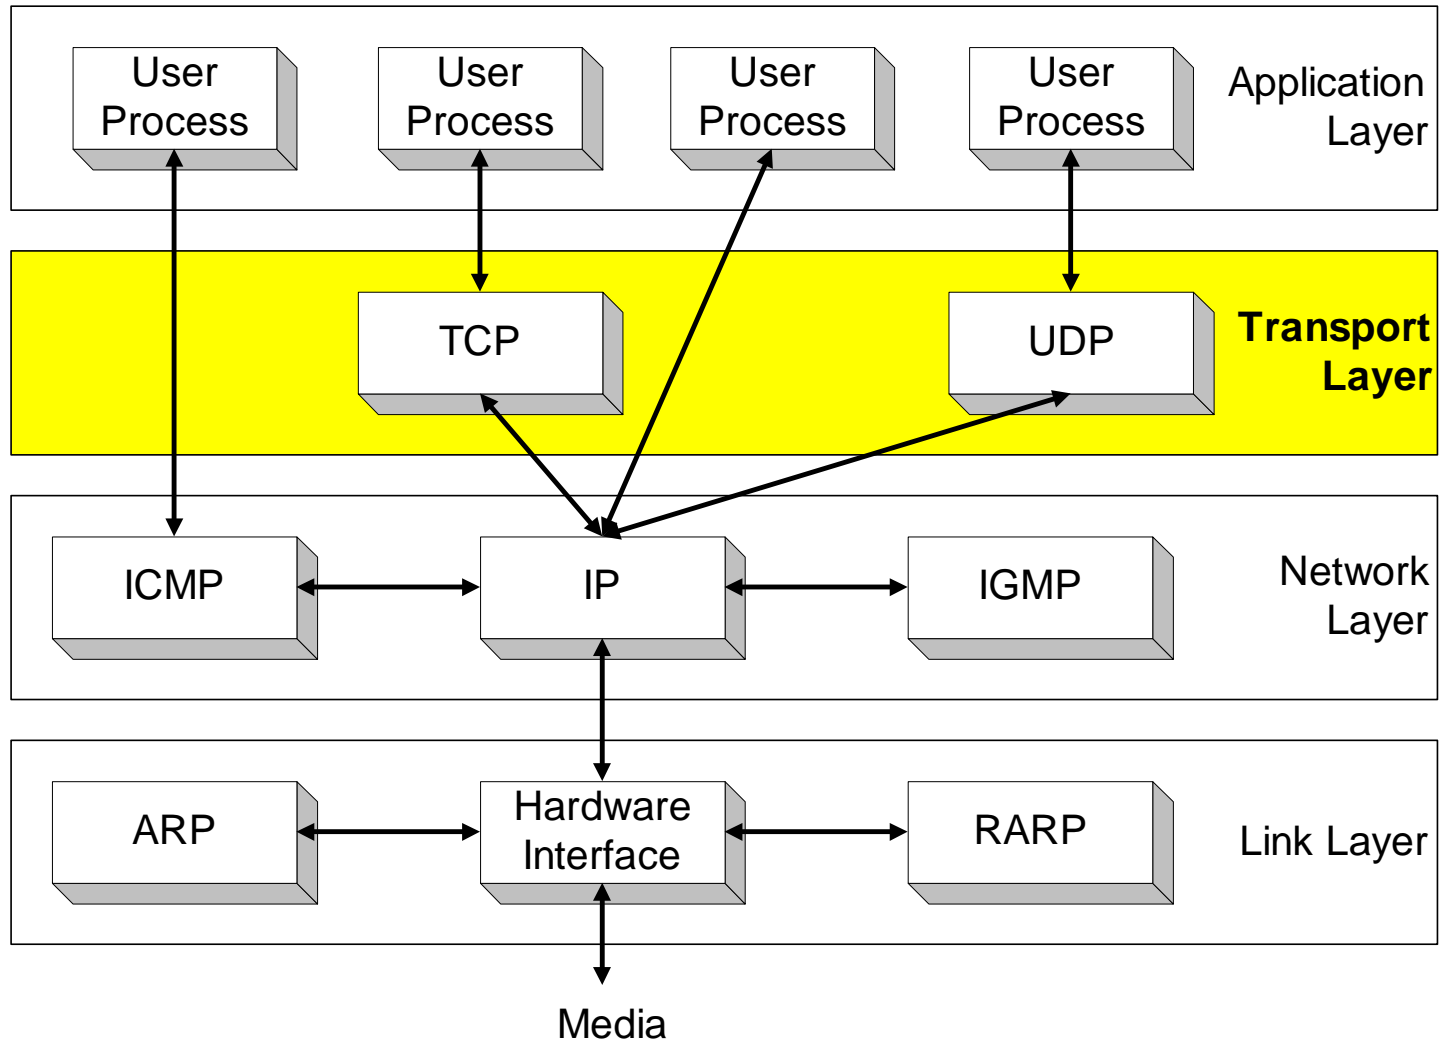 User
Process
User
Process
User
Process
User
Process
Application
Layer
TCP
UDP
Transport
Layer
ICMP
IP
IGMP
Network
Layer
ARP
Hardware
Interface
RARP
Link Layer
Media